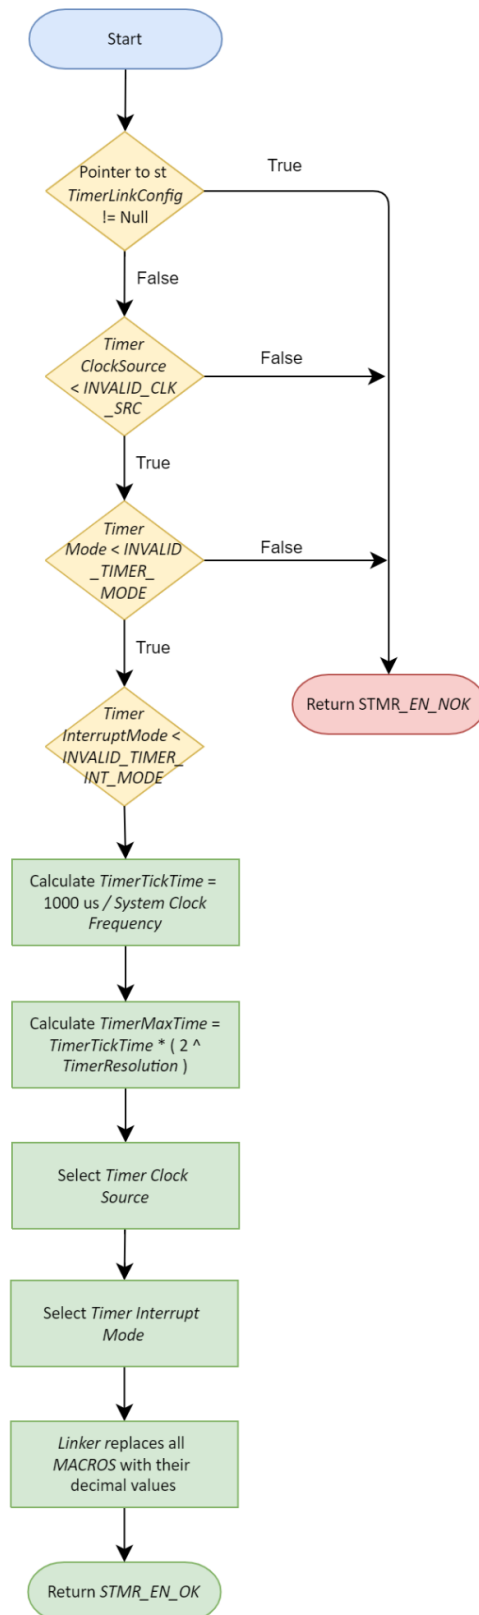 Start
Pointer to st
TimerLinkConfig
!= Null
True
False
Timer
ClockSource
< INVALID_CLK
_SRC
False
True
Timer
Mode < INVALID
_TIMER_
MODE
False
True
Return STMR_EN_NOK
Timer
InterruptMode <
INVALID_TIMER_
INT_MODE
Calculate TimerTickTime =
1000 us / System Clock
Frequency
Calculate TimerMaxTime =
TimerTickTime * ( 2 ^
TimerResolution )
Select Timer Clock
Source
Select Timer Interrupt
Mode
Linker replaces all
MACROS with their
decimal values
Return STMR_EN_OK